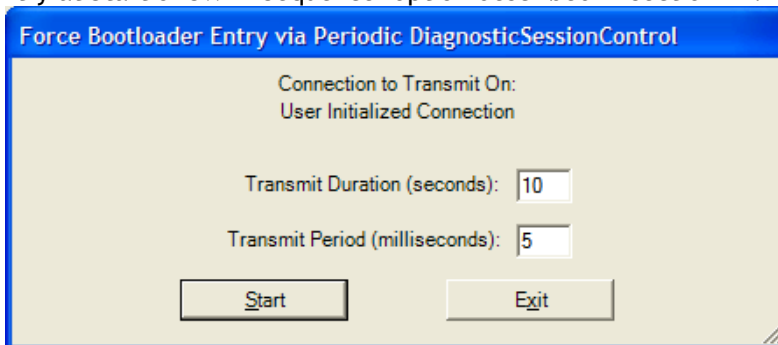 Force Bootloader Entry via Periodic DiagnosticSessionControl
Connection to Transmit On:
User Initialized Connection
Transmit Duration (seconds): 10
Transmit Period (milliseconds): 5
Start Exit